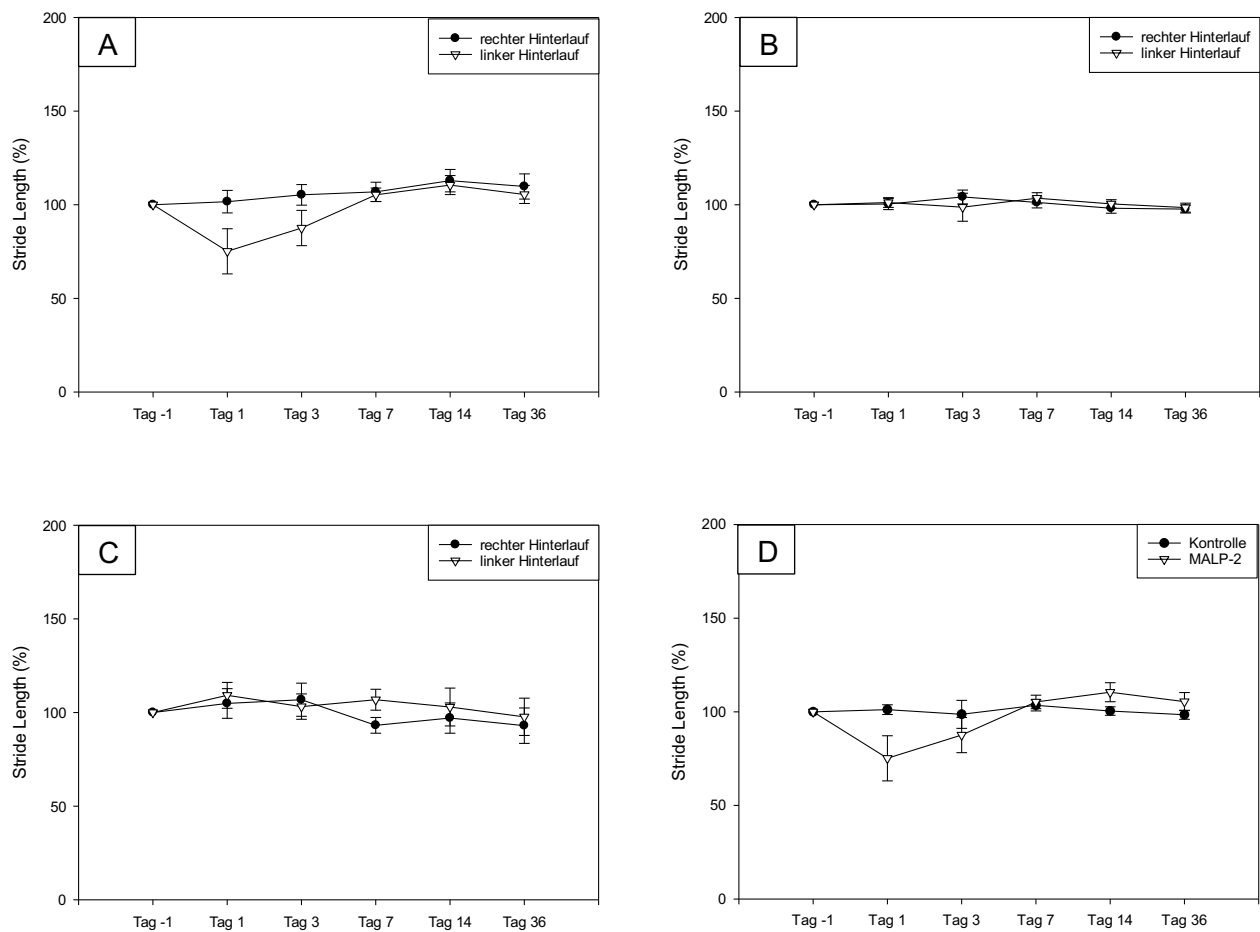 A
rechter Hinterlauf
linker Hinterlauf
Stride Length (%)
200
150
100
50
0
Tag -1 Tag 1 Tag 3 Tag 7 Tag 14 Tag 36
B
rechter Hinterlauf
linker Hinterlauf
Stride Length (%)
200
150
100
50
0
Tag -1 Tag 1 Tag 3 Tag 7 Tag 14 Tag 36
C
rechter Hinterlauf
linker Hinterlauf
Stride Length (%)
200
150
100
50
0
Tag -1 Tag 1 Tag 3 Tag 7 Tag 14 Tag 36
D
Kontrolle
MALP-2
Stride Length (%)
200
150
100
50
0
Tag -1 Tag 1 Tag 3 Tag 7 Tag 14 Tag 36